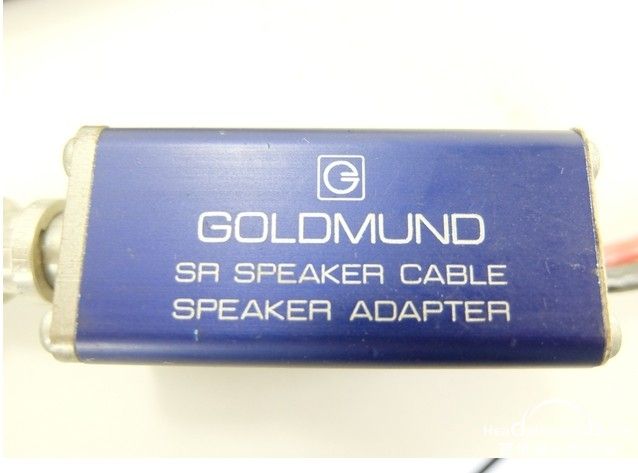 G
GOLDMUND
SR SPEAKER CABLE
SPEAKER ADAPTER